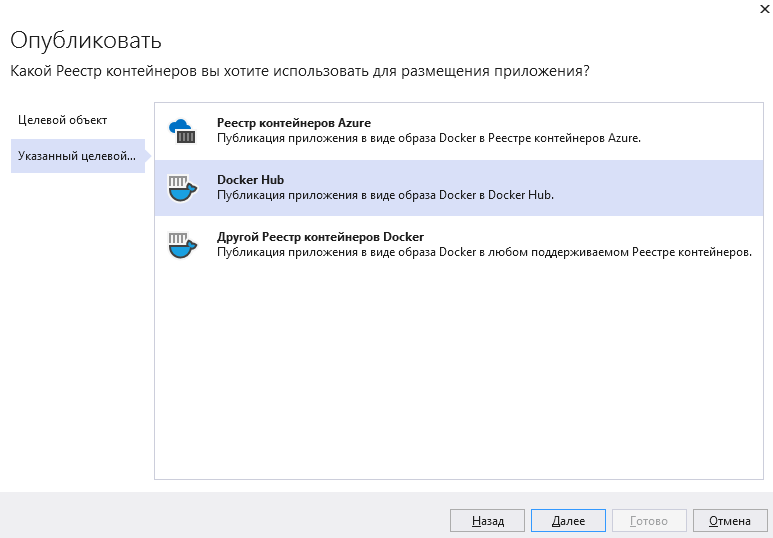 Опубликовать
Какой Реестр контейнеров вы хотите использовать для размещения приложения?
Целевой объект
Указанный целевой...
Реестр контейнеров Azure
Публикация приложения в виде образа Docker в Реестре контейнеров Azure.
Docker Hub
Публикация приложения в виде образа Docker в Docker Hub.
Другой Реестр контейнеров Docker
Публикация приложения в виде образа Docker в любом поддерживаемом Реестре контейнеров.
Назад
Далее
Готово
Отмена